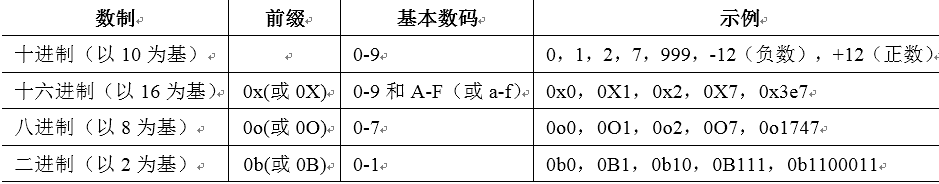 数制 前缀 基本数码 示例
十进制（以 10 为基） 0-9 0，1，2，7，999，-12（负数），+12（正数）
十六进制（以 16 为基） 0x(或 0X) 0-9 和 A-F（或 a-f） 0x0，0X1，0x2，0X7，0x3e7
八进制（以 8 为基） 0o(或 0O) 0-7 0o0，0O1，0o2，0O7，0o1747
二进制（以 2 为基） 0b(或 0B) 0-1 0b0，0B1，0b10，0B111，0b1100011